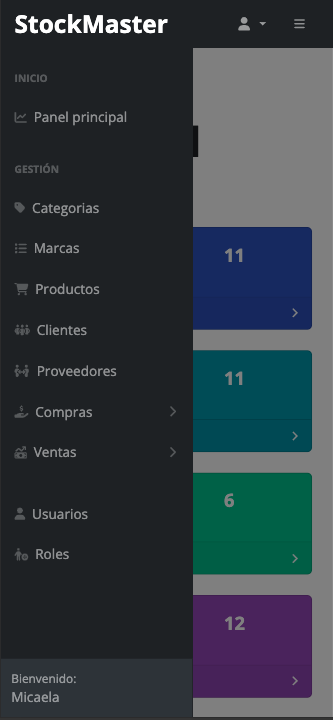 StockMaster
INICIO
Panel principal
GESTIÓN
Categorias
11
Marcas
Productos
Clientes
Proveedores
11
Compras
Ventas
6
Usuarios
Roles
12
Bienvenido:
Micaela